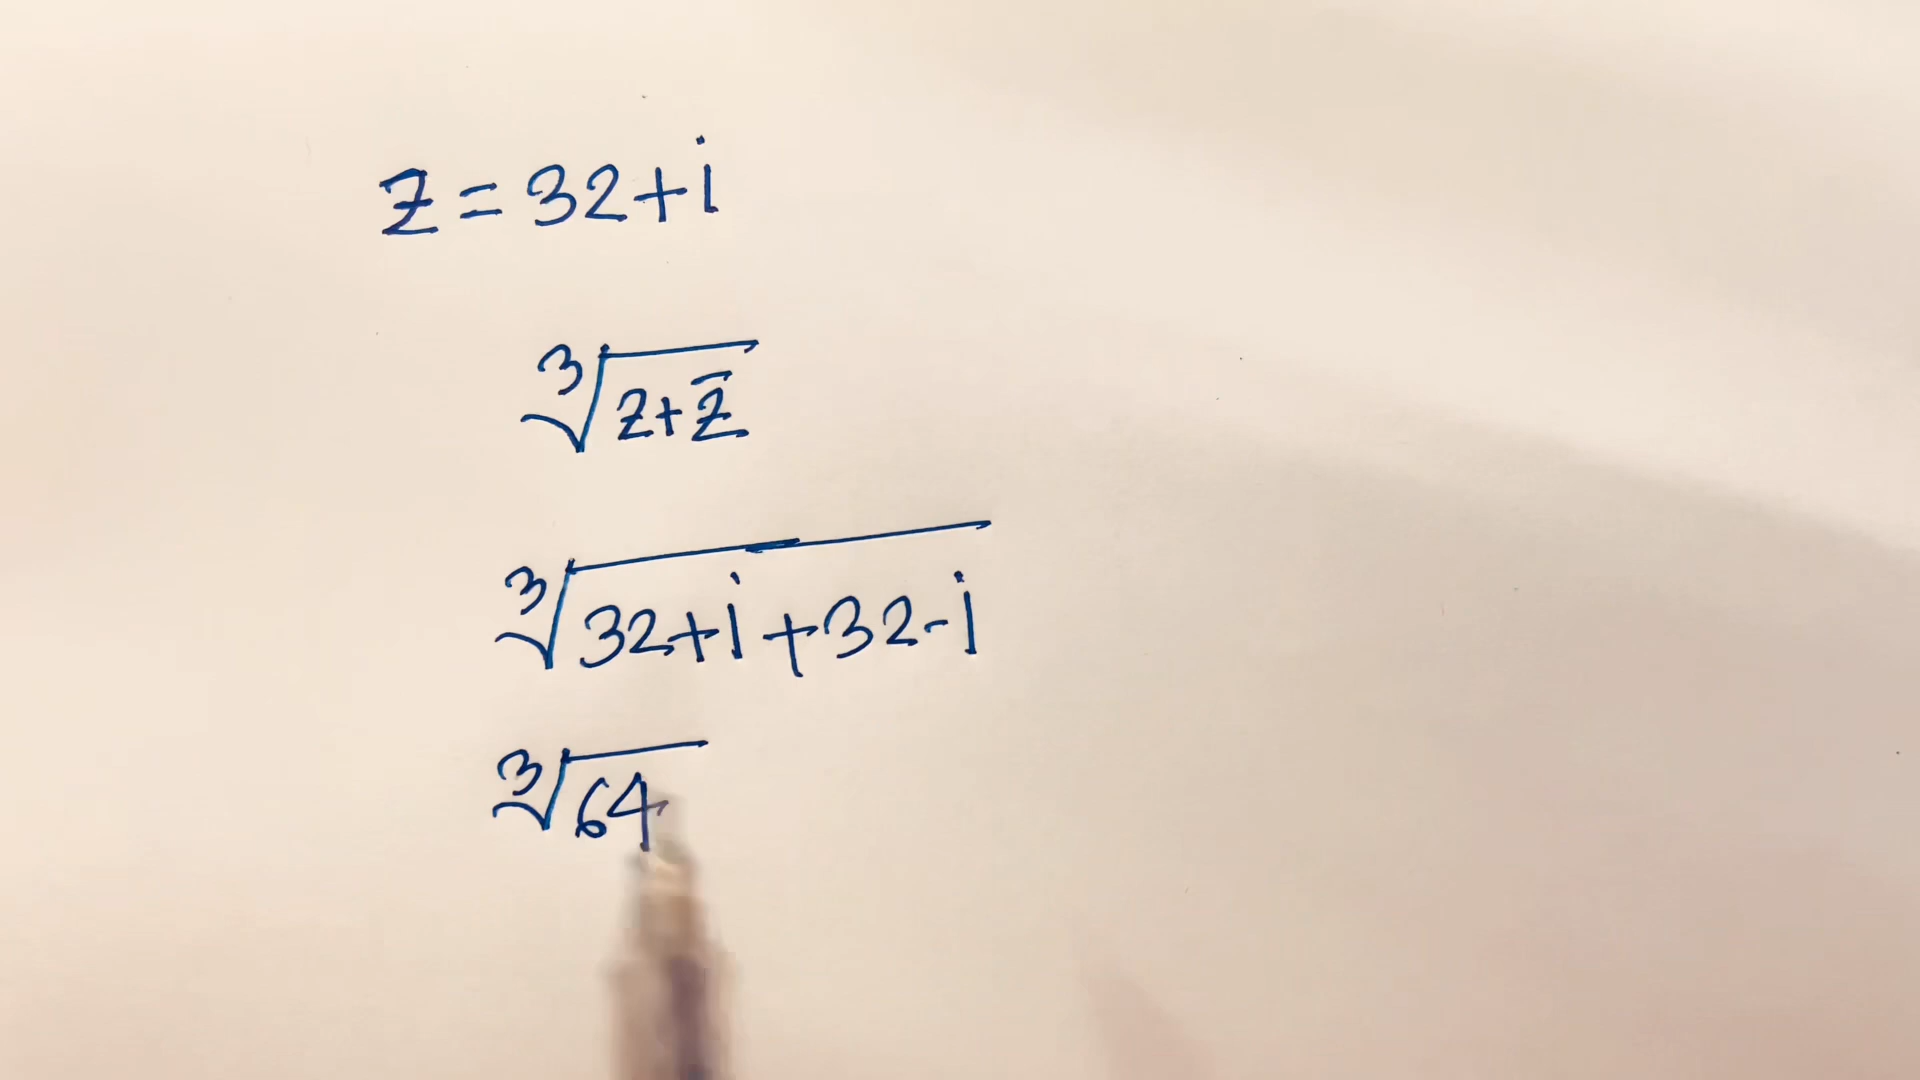 z = 32+i
∛(z+z̅)
∛(32+i+32-i)
∛64